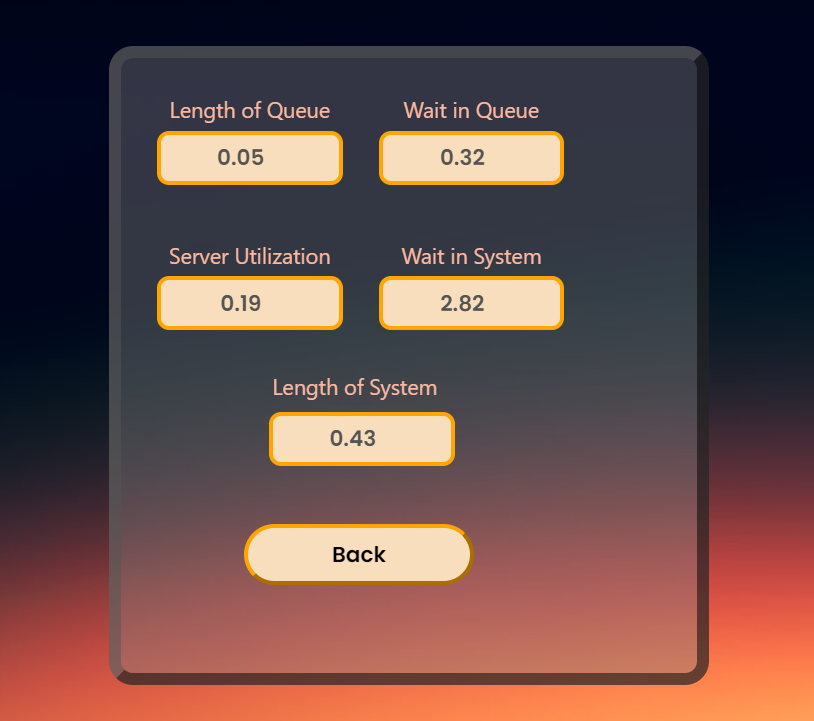 Length of Queue
Wait in Queue
0.05
0.32
Server Utilization
Wait in System
0.19
2.82
Length of System
0.43
Back